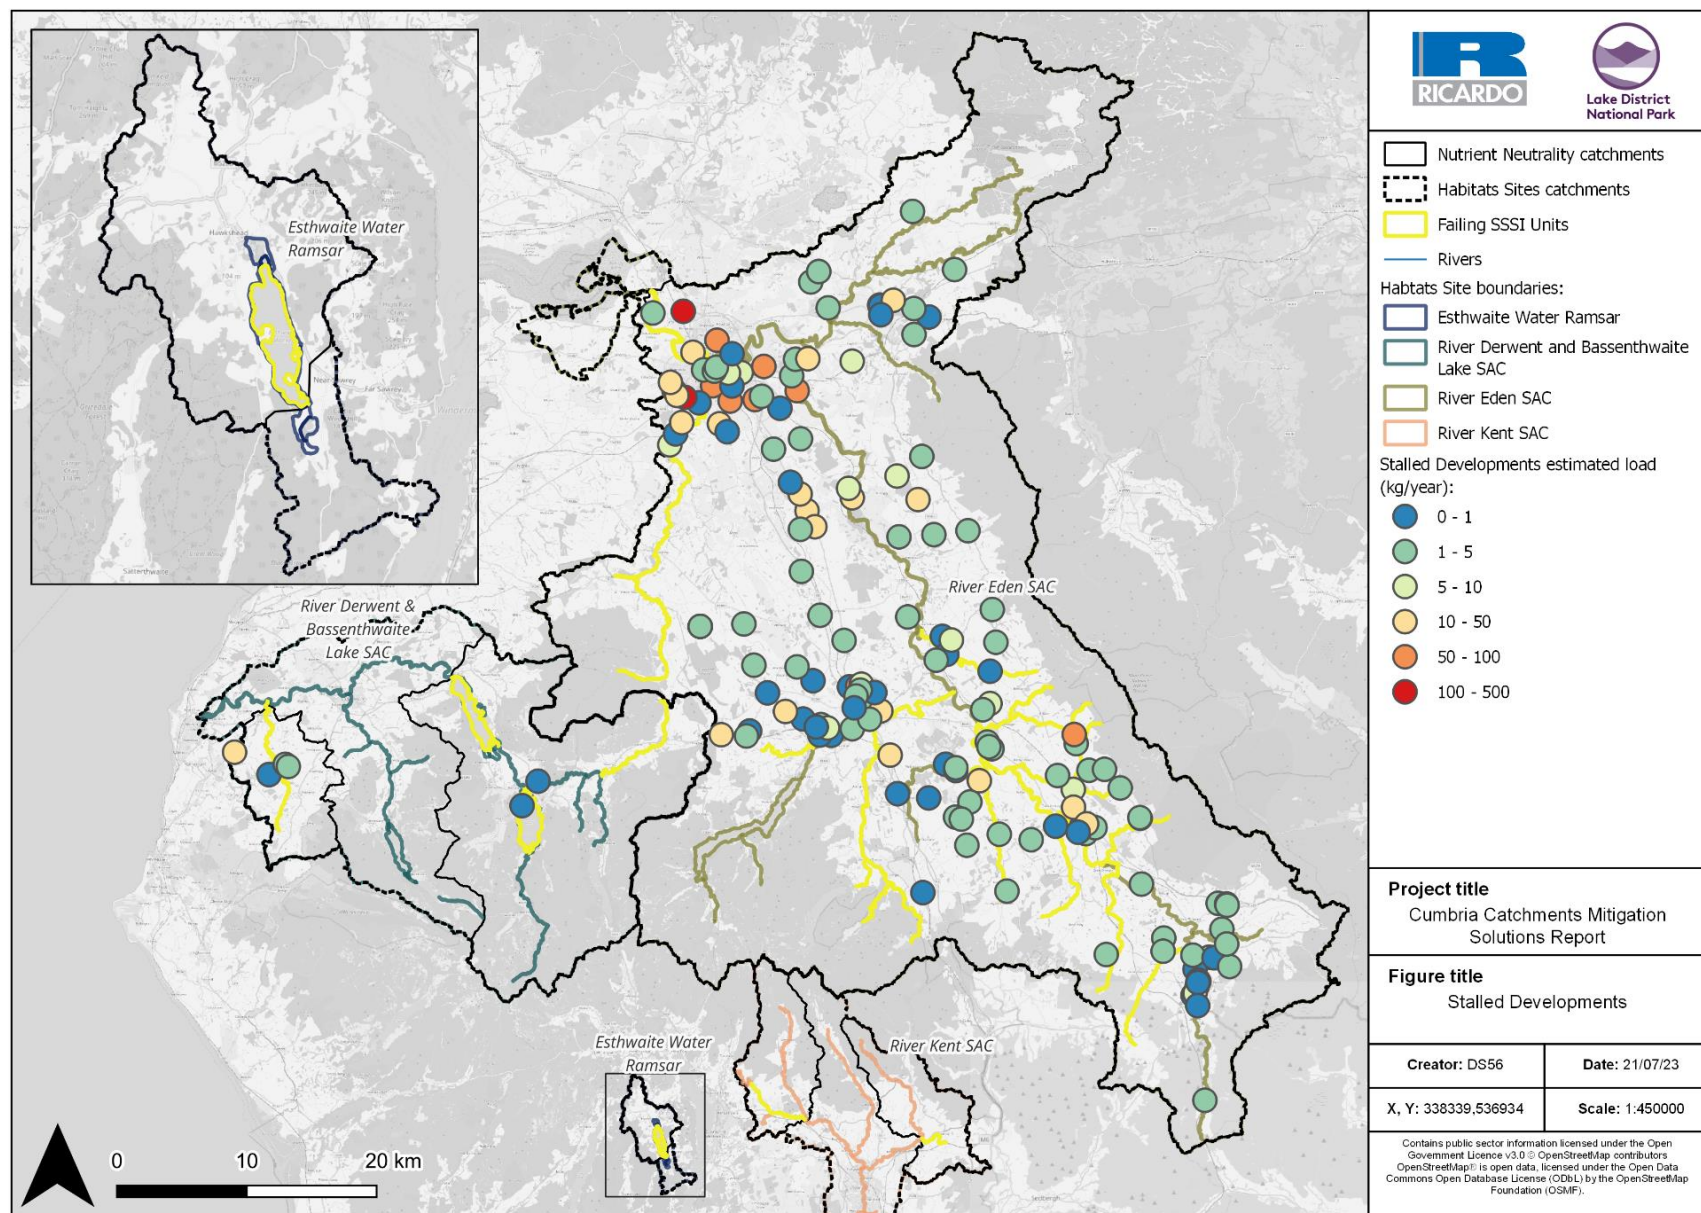 Esthwaite Water
Ramsar
River Derwent &
Bassenthwaite
Lake SAC
River Eden SAC
Esthwaite Water
Ramsar
River Kent SAC
0 10 20 km
RICARDO
Lake District
National Park
Nutrient Neutrality catchments
Habitats Sites catchments
Failing SSSI Units
Rivers
Habtats Site boundaries:
Esthwaite Water Ramsar
River Derwent and Bassenthwaite
Lake SAC
River Eden SAC
River Kent SAC
Stalled Developments estimated load
(kg/year):
0 - 1
1 - 5
5 - 10
10 - 50
50 - 100
100 - 500
Project title
Cumbria Catchments Mitigation
Solutions Report
Figure title
Stalled Developments
Creator: DS56
Date: 21/07/23
X, Y: 338339,536934
Scale: 1:450000
Contains public sector information licensed under the Open
Government Licence v3.0 © OpenStreetMap contributors
OpenStreetMap® is open data, licensed under the Open Data
Commons Open Database License (ODbL) by the OpenStreetMap
Foundation (OSMF).